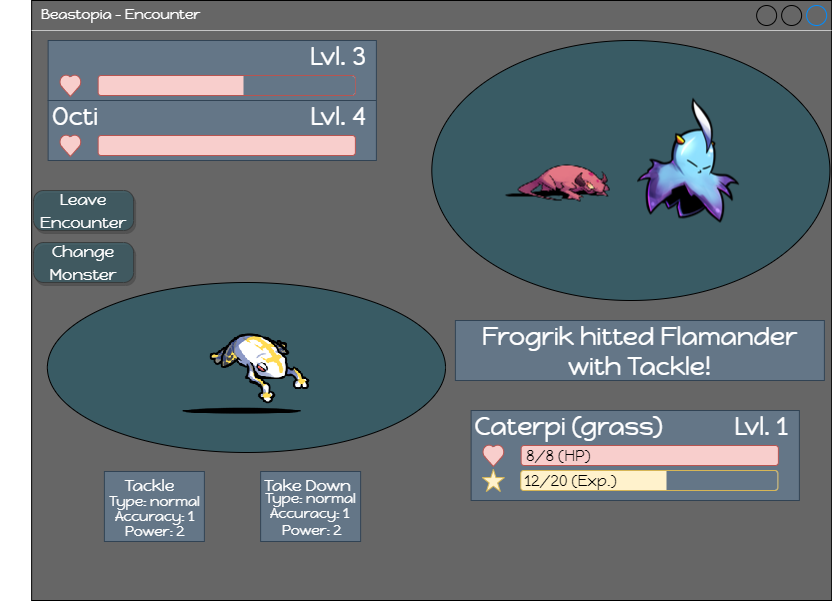 Beastopia - Encounter
Lvl. 3
Octi Lvl. 4
Leave
Encounter
Change
Monster
Frogrik hitted Flamander
with Tackle!
Caterpi (grass) Lvl. 1
8/8 (HP)
12/20 (Exp.)
Tackle
Type: normal
Accuracy: 1
Power: 2
Take Down
Type: normal
Accuracy: 1
Power: 2